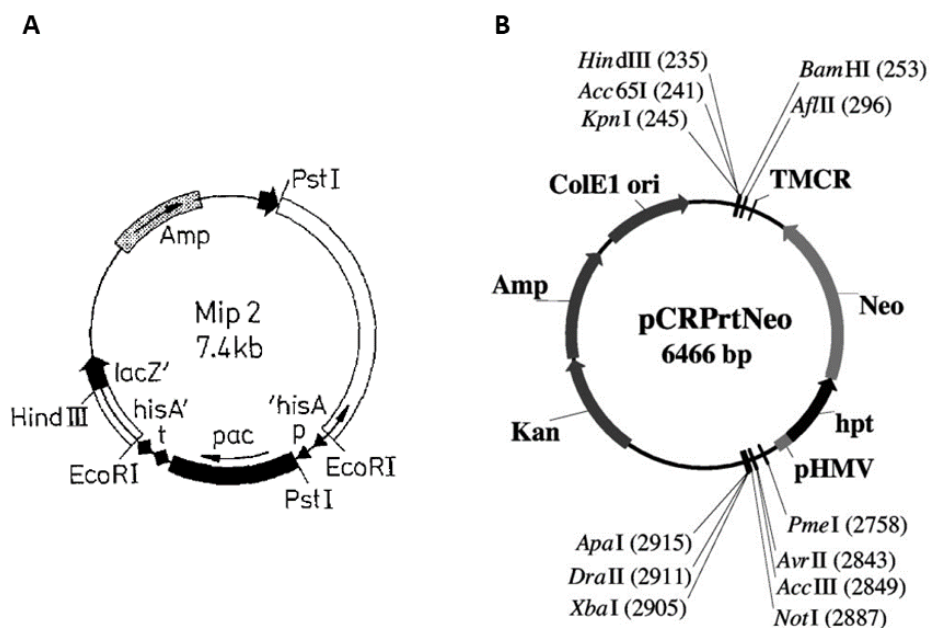 A
PstI
Amp
Mip 2
7.4kb
lacZ'
HindIII
hisA'
t
pac
'hisA
p
EcoRI
EcoRI
PstI
B
HindIII (235)
Acc65I (241)
KpnI (245)
BamHI (253)
AflII (296)
TMCR
ColE1 ori
Amp
Neo
pCRPrtNeo
6466 bp
Kan
hpt
pHMV
PmeI (2758)
ApaI (2915)
AvrII (2843)
DraII (2911)
AccIII (2849)
XbaI (2905)
NotI (2887)